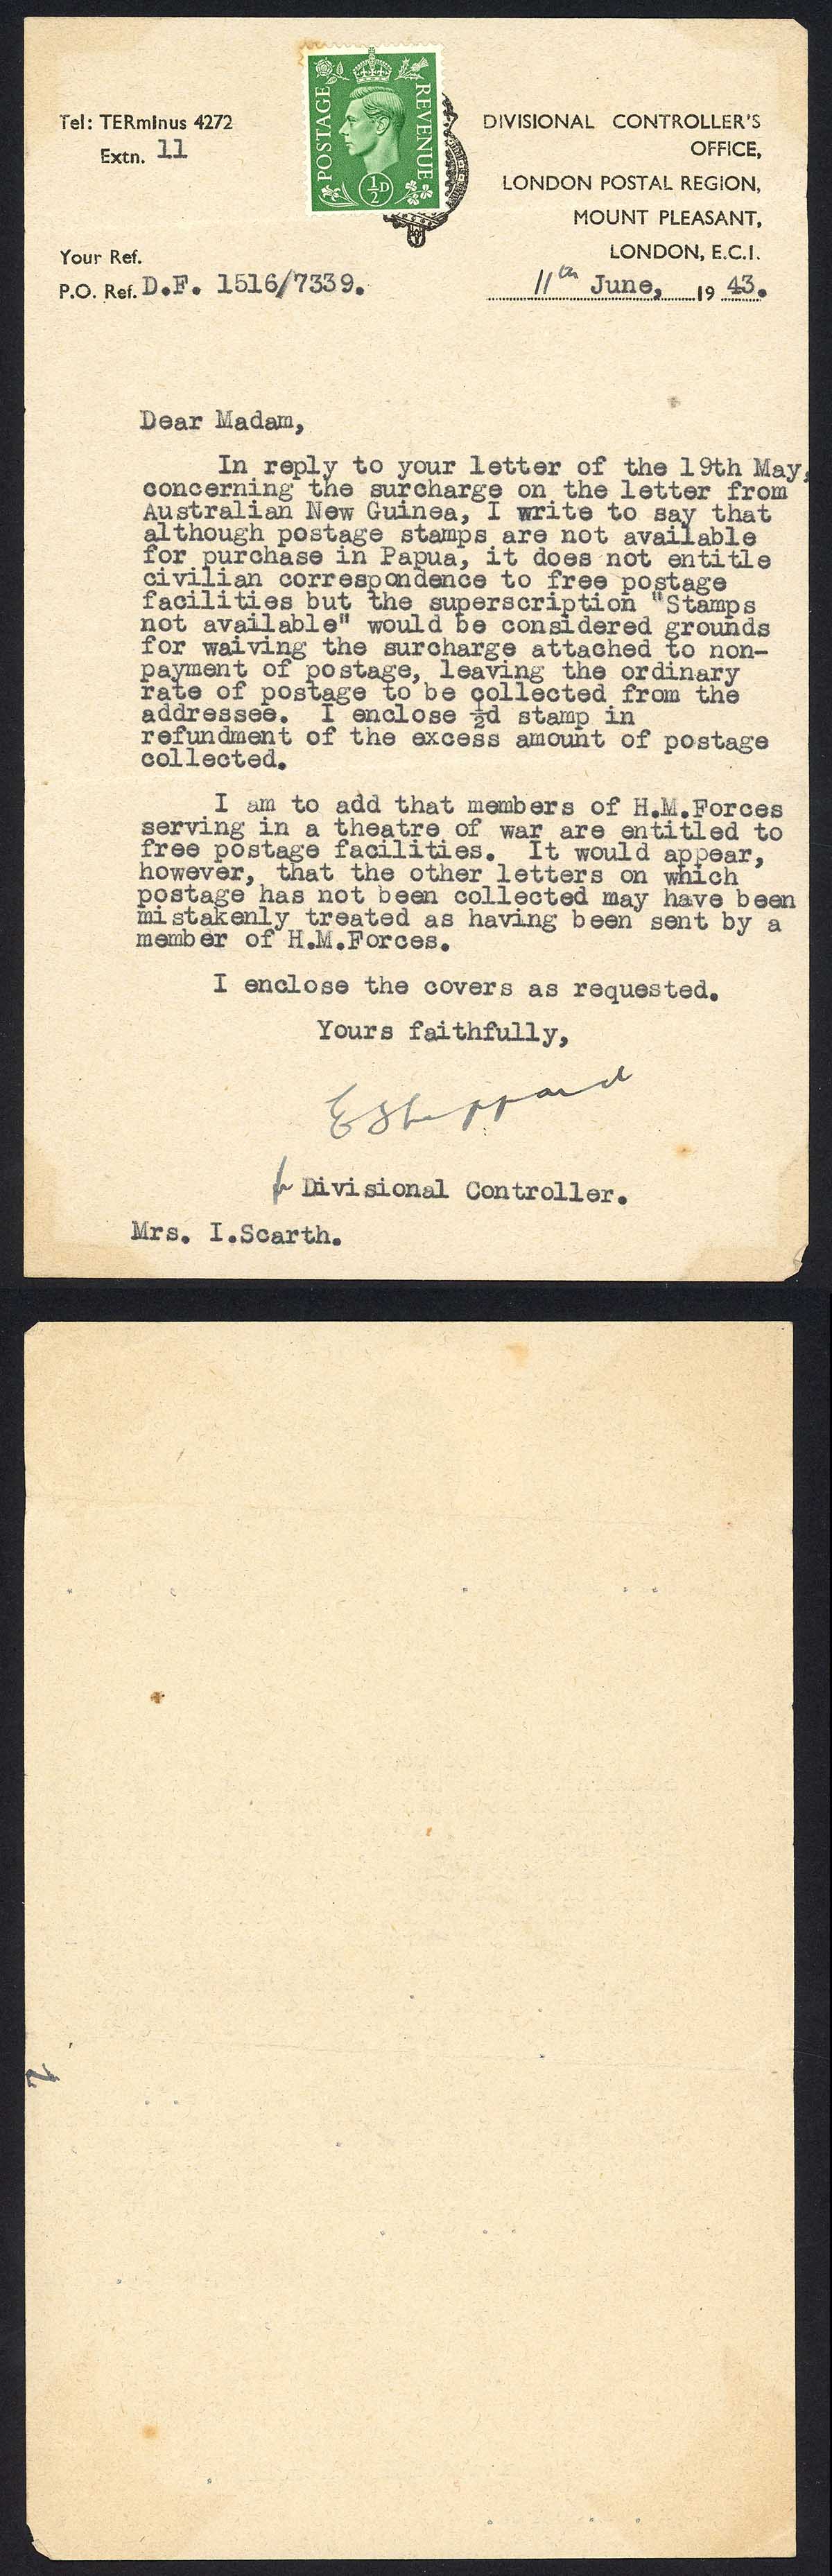 Tel: TERminus 4272
Extn. 11
POSTAGE
REVENUE
½D
DIVISIONAL CONTROLLER'S
OFFICE,
LONDON POSTAL REGION,
MOUNT PLEASANT,
LONDON, E.C.I.
Your Ref.
P.O. Ref. D.F. 1516/7339.
11th June, 19 43.
Dear Madam,
In reply to your letter of the 19th May,
concerning the surcharge on the letter from
Australian New Guinea, I write to say that
although postage stamps are not available
for purchase in Papua, it does not entitle
civilian correspondence to free postage
facilities but the superscription "Stamps
not available" would be considered grounds
for waiving the surcharge attached to non-
payment of postage, leaving the ordinary
rate of postage to be collected from the
addressee. I enclose ½d stamp in
refundment of the excess amount of postage
collected.
I am to add that members of H.M.Forces
serving in a theatre of war are entitled to
free postage facilities. It would appear,
however, that the other letters on which
postage has not been collected may have been
mistakenly treated as having been sent by a
member of H.M.Forces.
I enclose the covers as requested.
Yours faithfully,
E Sheppard
Divisional Controller.
Mrs. I.Scarth.